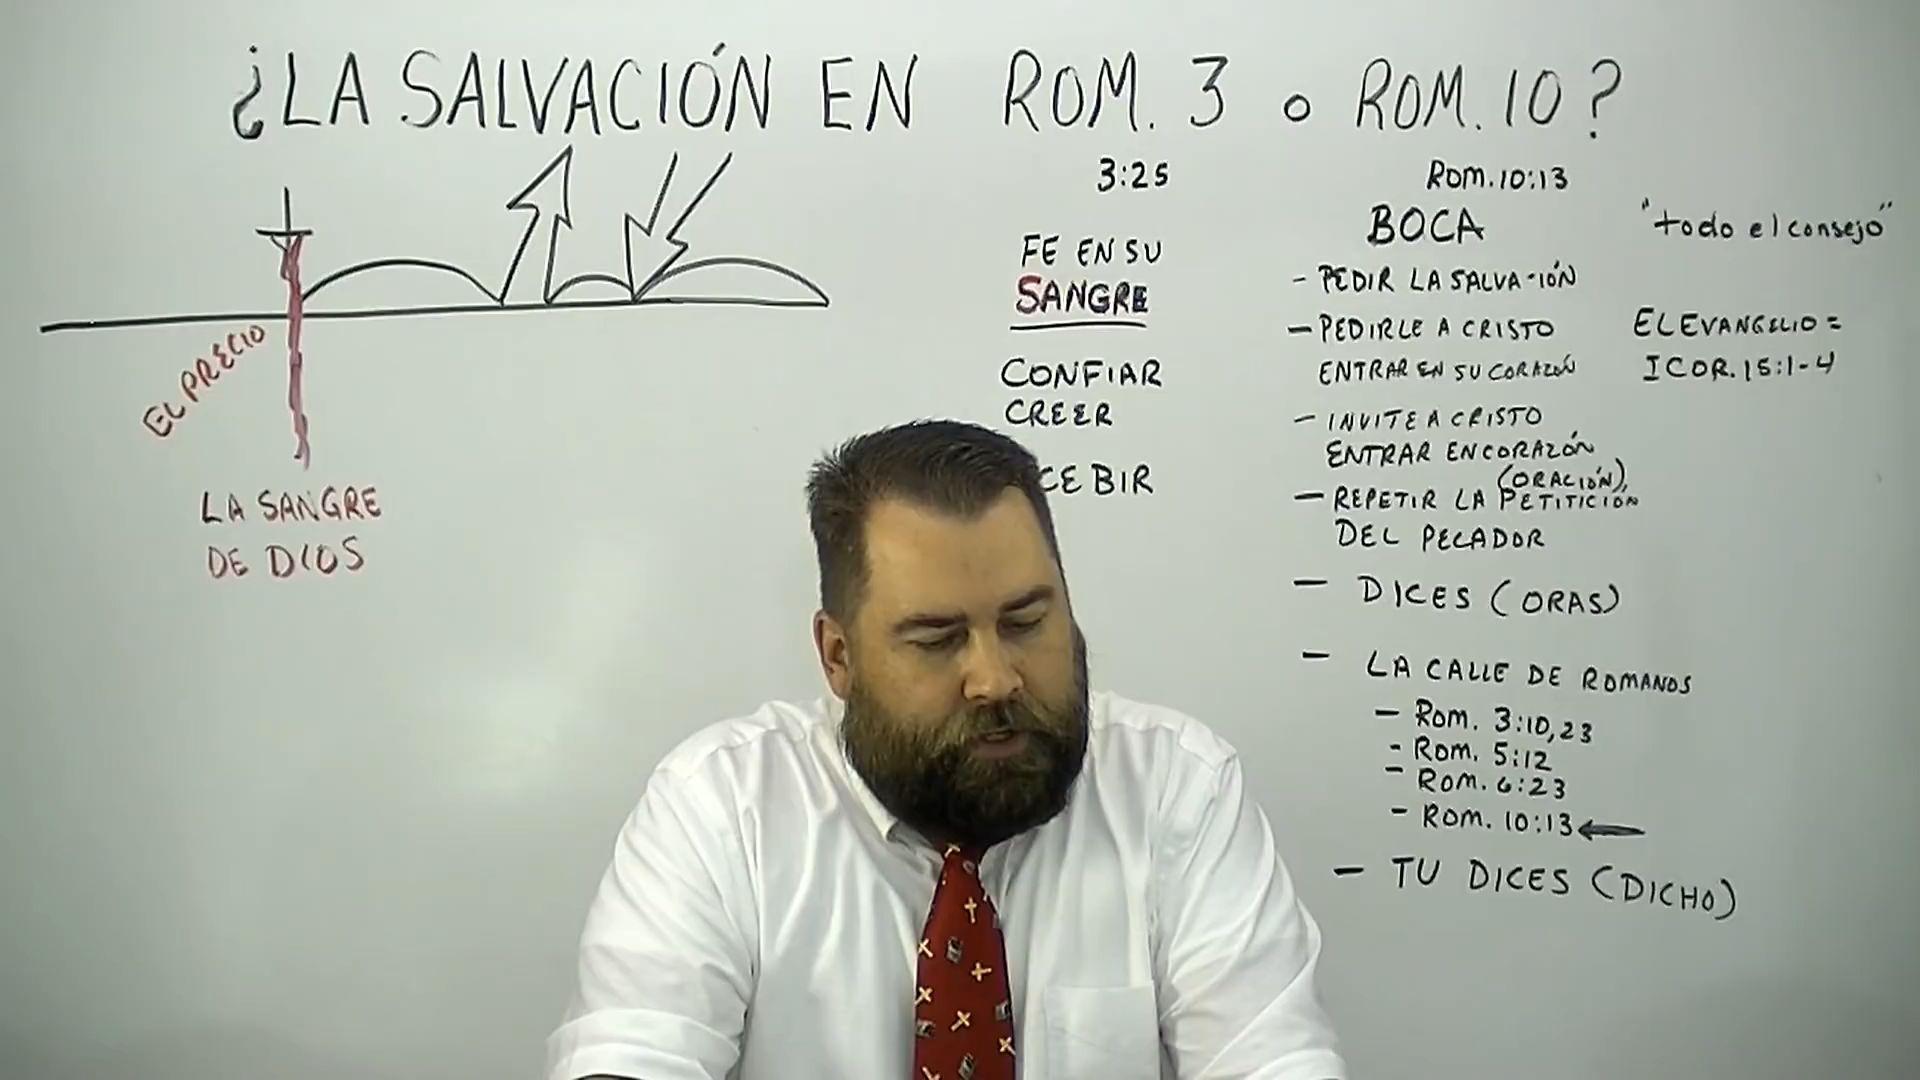 ¿LA SALVACIÓN EN ROM. 3 o ROM. 10?
EL PRECIO
LA SANGRE
DE DIOS
3:25
FE EN SU
SANGRE
CONFIAR
CREER
CEBIR
Rom. 10:13
BOCA
- PEDIR LA SALVA-IÓN
- PEDIRLE A CRISTO
ENTRAR EN SU CORAZÓN
- INVITE A CRISTO
ENTRAR EN CORAZÓN
(ORACIÓN),
- REPETIR LA PETITICIÓN
DEL PECADOR
- DICES (ORAS)
- LA CALLE DE ROMANOS
- Rom. 3:10,23
- Rom. 5:12
- Rom. 6:23
- Rom. 10:13
- TU DICES (DICHO)
"todo el consejo"
EL EVANGELIO =
I COR. 15:1-4